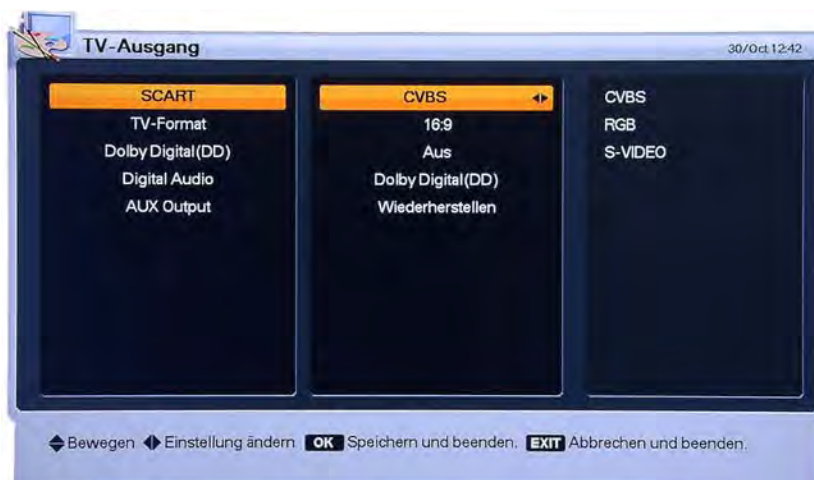 TV-Ausgang
30/Oct 12:42
SCART
TV-Format
Dolby Digital(DD)
Digital Audio
AUX Output
CVBS
16:9
Aus
Dolby Digital(DD)
Wiederherstellen
CVBS
RGB
S-VIDEO
Bewegen Einstellung ändern OK Speichern und beenden. EXIT Abbrechen und beenden.